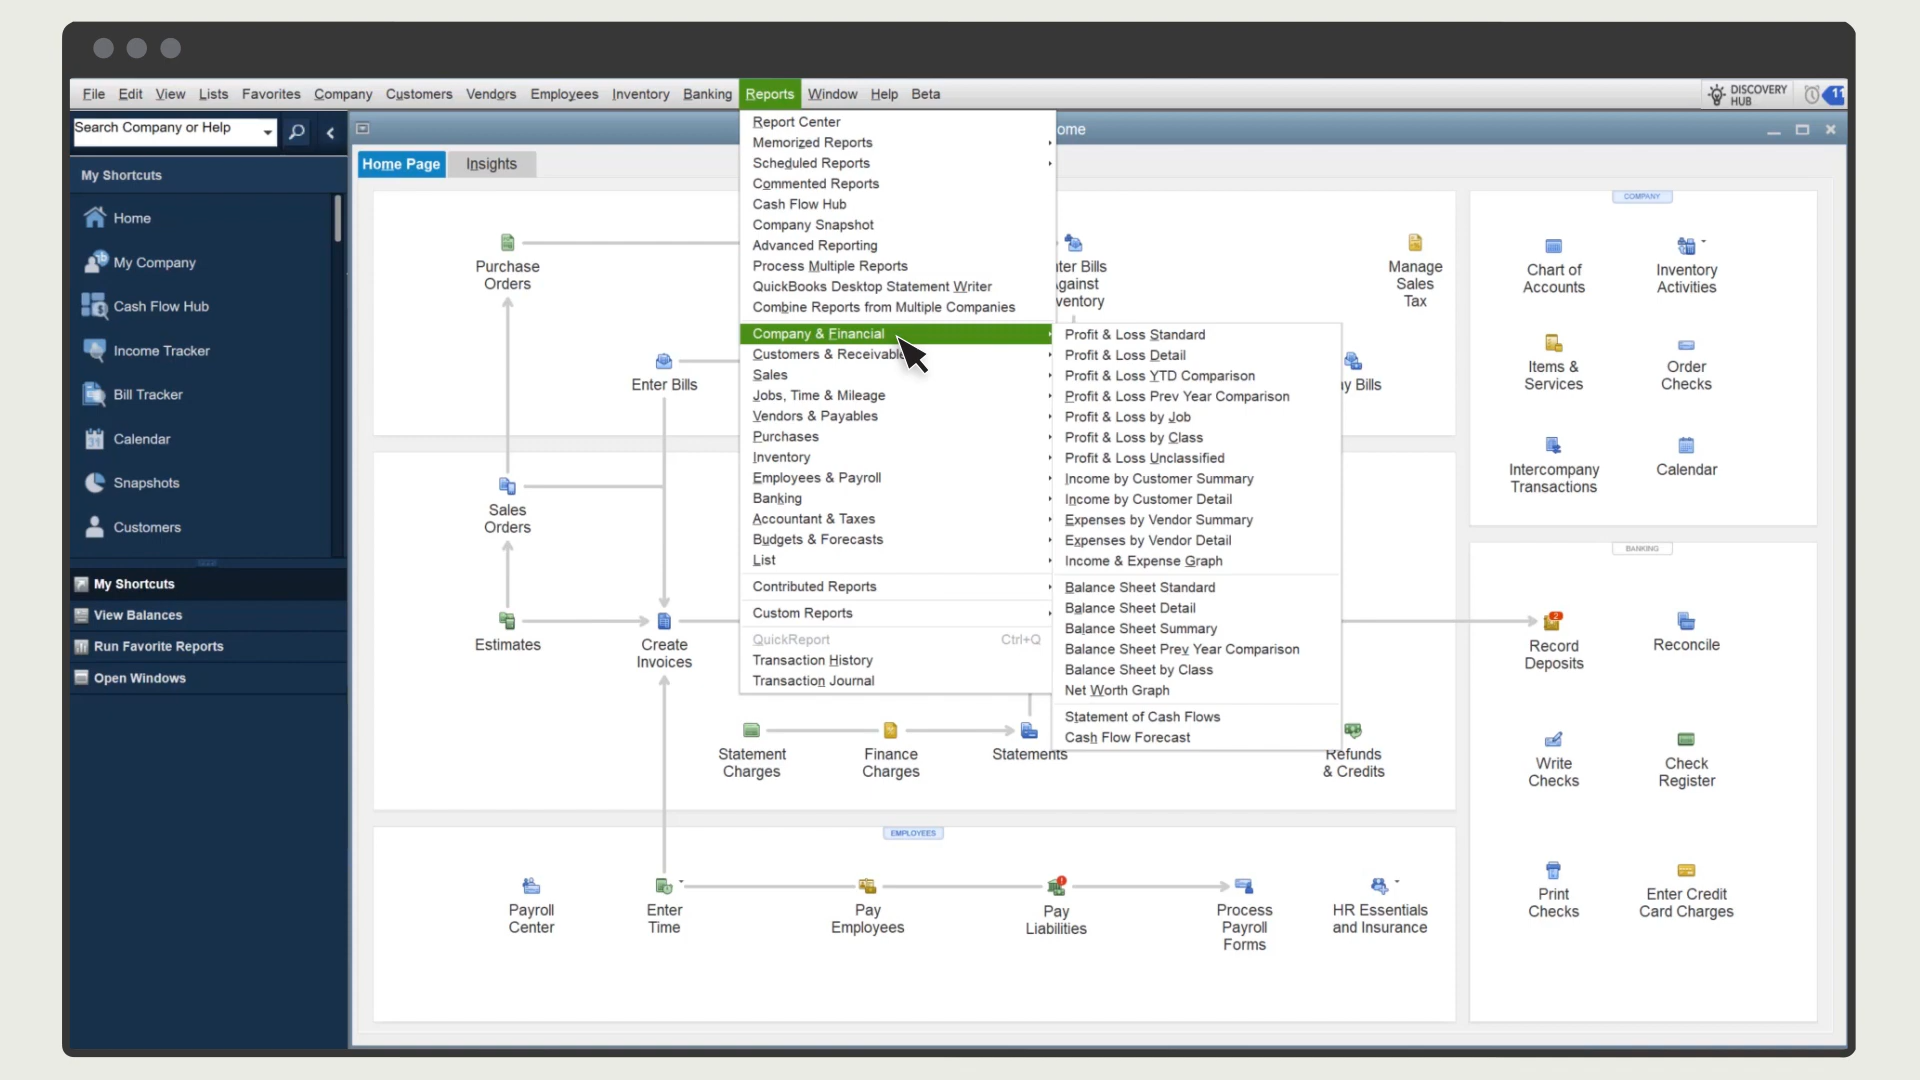 File Edit View Lists Favorites Company Customers Vendors Employees Inventory Banking Reports Window Help Beta
DISCOVERY
HUB
11
Search Company or Help
ome
My Shortcuts
Home
My Company
Cash Flow Hub
Income Tracker
Bill Tracker
Calendar
Snapshots
Customers
My Shortcuts
View Balances
Run Favorite Reports
Open Windows
Home Page
Insights
Report Center
Memorized Reports
Scheduled Reports
Commented Reports
Cash Flow Hub
Company Snapshot
Advanced Reporting
Process Multiple Reports
QuickBooks Desktop Statement Writer
Combine Reports from Multiple Companies
Company & Financial
Customers & Receivable
Sales
Jobs, Time & Mileage
Vendors & Payables
Purchases
Inventory
Employees & Payroll
Banking
Accountant & Taxes
Budgets & Forecasts
List
Contributed Reports
Custom Reports
QuickReport Ctrl+Q
Transaction History
Transaction Journal
Profit & Loss Standard
Profit & Loss Detail
Profit & Loss YTD Comparison
Profit & Loss Prev Year Comparison
Profit & Loss by Job
Profit & Loss by Class
Profit & Loss Unclassified
Income by Customer Summary
Income by Customer Detail
Expenses by Vendor Summary
Expenses by Vendor Detail
Income & Expense Graph
Balance Sheet Standard
Balance Sheet Detail
Balance Sheet Summary
Balance Sheet Prev Year Comparison
Balance Sheet by Class
Net Worth Graph
Statement of Cash Flows
Cash Flow Forecast
Purchase
Orders
ter Bills
gainst
ventory
Manage
Sales
Tax
Enter Bills
y Bills
Sales
Orders
Estimates
Create
Invoices
Statement
Charges
Finance
Charges
Statements
Refunds
& Credits
EMPLOYEES
Payroll
Center
Enter
Time
Pay
Employees
Pay
Liabilities
Process
Payroll
Forms
HR Essentials
and Insurance
COMPANY
Chart of
Accounts
Inventory
Activities
Items &
Services
Order
Checks
Intercompany
Transactions
Calendar
BANKING
2
Record
Deposits
Reconcile
Write
Checks
Check
Register
Print
Checks
Enter Credit
Card Charges